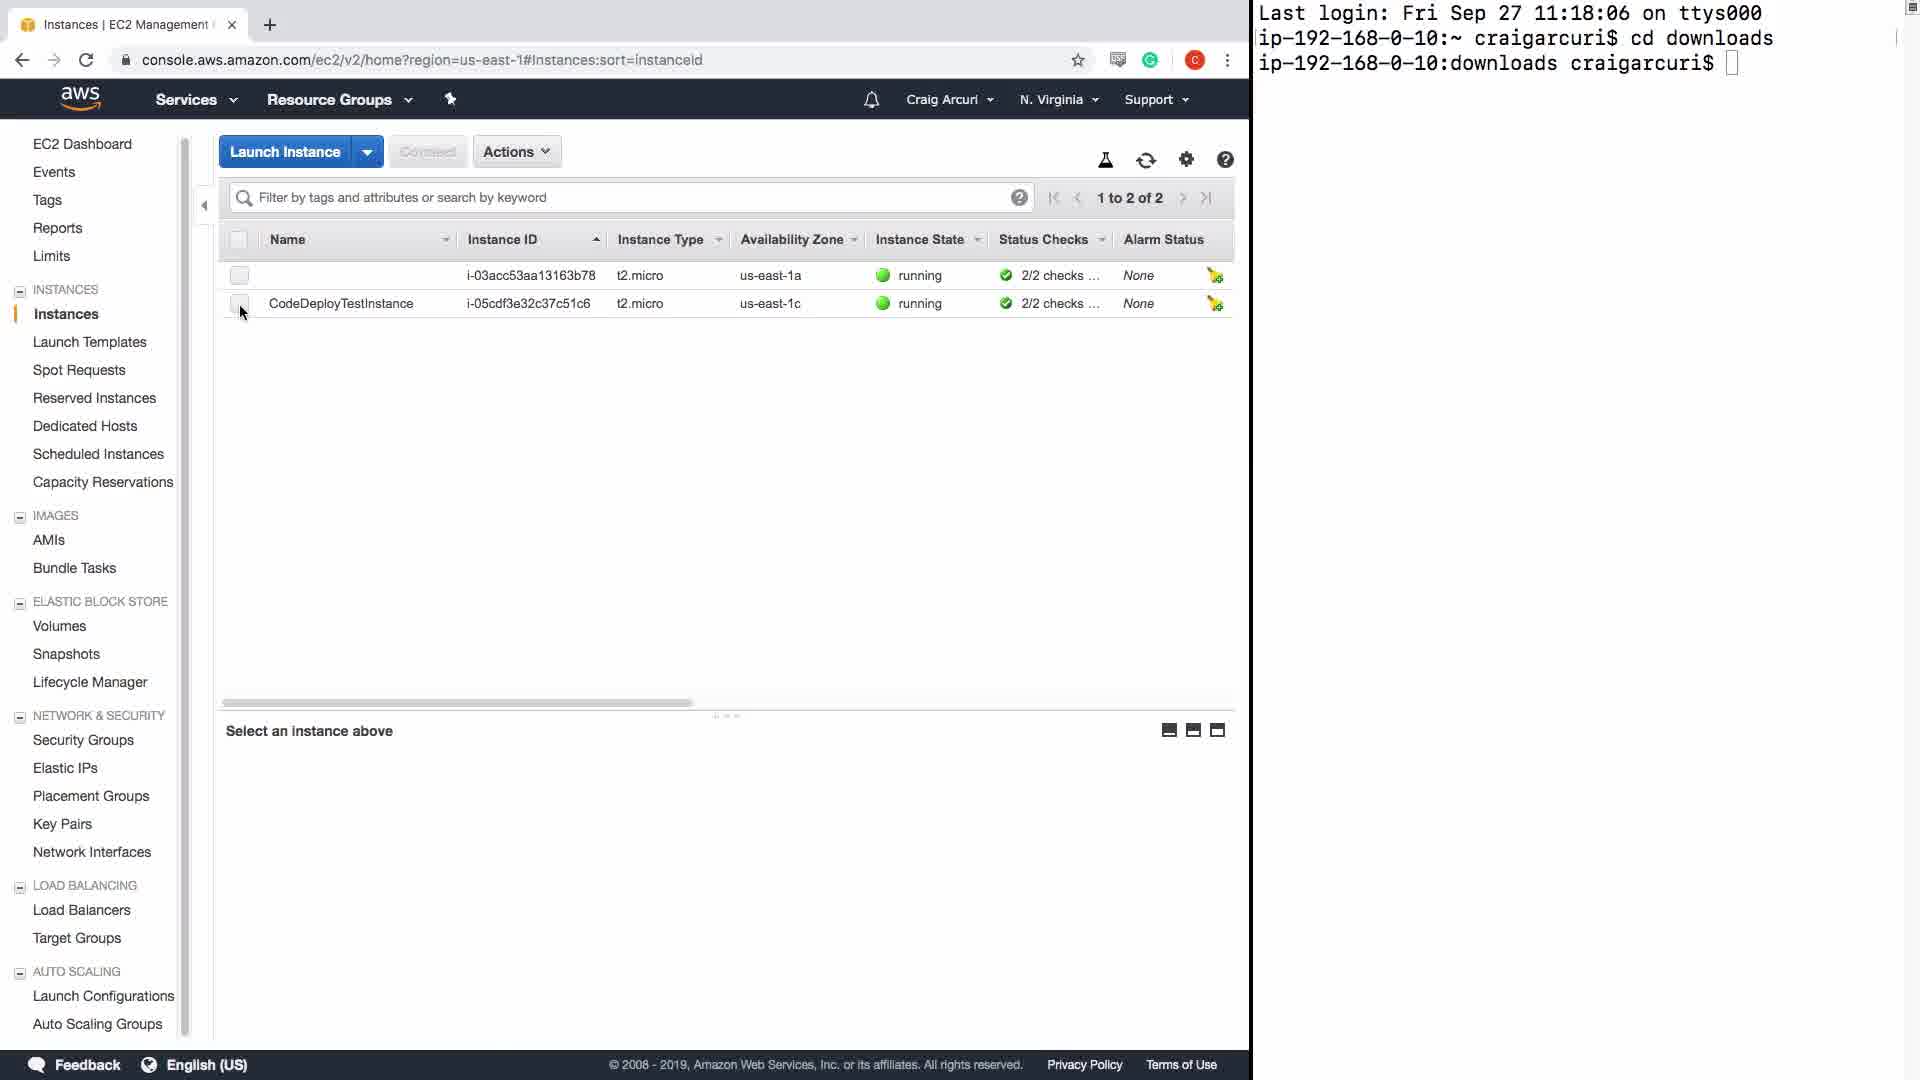 Instances | EC2 Management
console.aws.amazon.com/ec2/v2/home?region=us-east-1#Instances:sort=instanceId
C
aws
Services
Resource Groups
Craig Arcuri
N. Virginia
Support
EC2 Dashboard
Events
Tags
Reports
Limits
INSTANCES
Instances
Launch Templates
Spot Requests
Reserved Instances
Dedicated Hosts
Scheduled Instances
Capacity Reservations
IMAGES
AMIs
Bundle Tasks
ELASTIC BLOCK STORE
Volumes
Snapshots
Lifecycle Manager
NETWORK & SECURITY
Security Groups
Elastic IPs
Placement Groups
Key Pairs
Network Interfaces
LOAD BALANCING
Load Balancers
Target Groups
AUTO SCALING
Launch Configurations
Auto Scaling Groups
Launch Instance Connect Actions
Filter by tags and attributes or search by keyword
1 to 2 of 2
Name Instance ID Instance Type Availability Zone Instance State Status Checks Alarm Status
i-03acc53aa13163b78 t2.micro us-east-1a running 2/2 checks ... None
CodeDeployTestInstance i-05cdf3e32c37c51c6 t2.micro us-east-1c running 2/2 checks ... None
Select an instance above
Feedback English (US)
© 2008 - 2019, Amazon Web Services, Inc. or its affiliates. All rights reserved. Privacy Policy Terms of Use
Last login: Fri Sep 27 11:18:06 on ttys000
ip-192-168-0-10:~ craigarcuri$ cd downloads
ip-192-168-0-10:downloads craigarcuri$